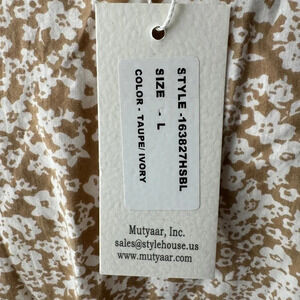 STYLE -163827HSBL
SIZE - L
COLOR - TAUPE/ IVORY
Mutyaar, Inc.
sales@stylehouse.us
www.mutyaar.com